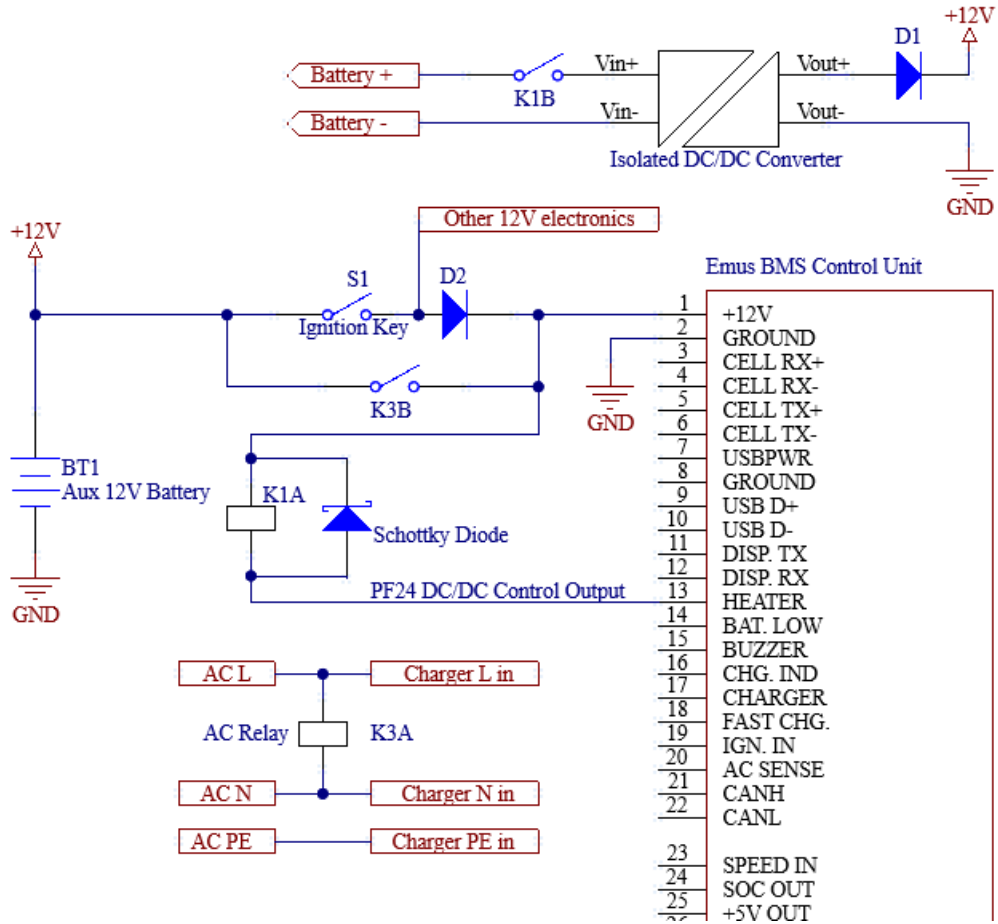 +12V
D1
Battery +
Vin+
Vout+
K1B
Battery -
Vin-
Vout-
Isolated DC/DC Converter
GND
Other 12V electronics
+12V
Emus BMS Control Unit
S1
D2
Ignition Key
1 +12V
2 GROUND
3 CELL RX+
4 CELL RX-
K3B
GND
5 CELL TX+
6 CELL TX-
7 USBPWR
BT1
Aux 12V Battery
K1A
8 GROUND
9 USB D+
10 USB D-
Schottky Diode
11 DISP. TX
12 DISP. RX
GND
PF24 DC/DC Control Output
13 HEATER
14 BAT. LOW
15 BUZZER
AC L
Charger L in
16 CHG. IND
17 CHARGER
18 FAST CHG.
AC Relay
K3A
19 IGN. IN
20 AC SENSE
AC N
Charger N in
21 CANH
22 CANL
AC PE
Charger PE in
23 SPEED IN
24 SOC OUT
25 +5V OUT